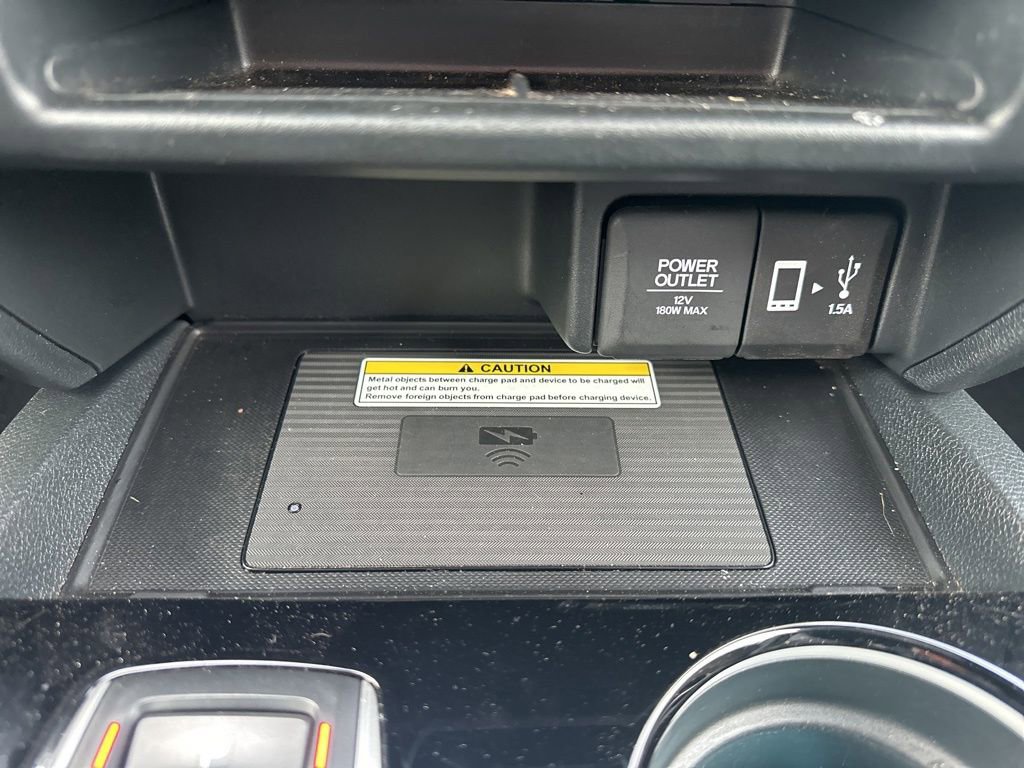 POWER
OUTLET
12V
180W MAX
1.5A
CAUTION
Metal objects between charge pad and device to be charged will
get hot and can burn you.
Remove foreign objects from charge pad before charging device.